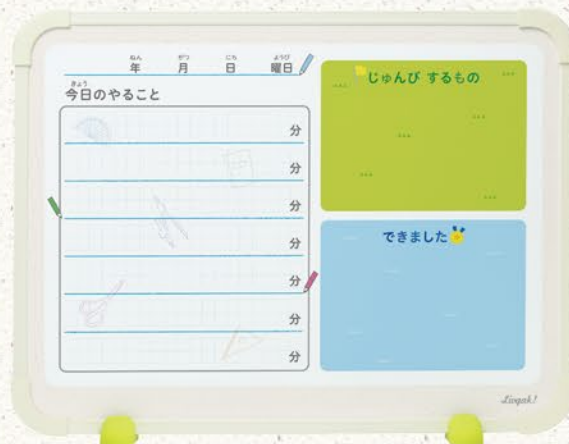 ねん がつ にち ようび
年 月 日 曜日
きょう
今日のやること
分
分
分
分
分
分
分
じゅんび するもの
できました
Livgak!